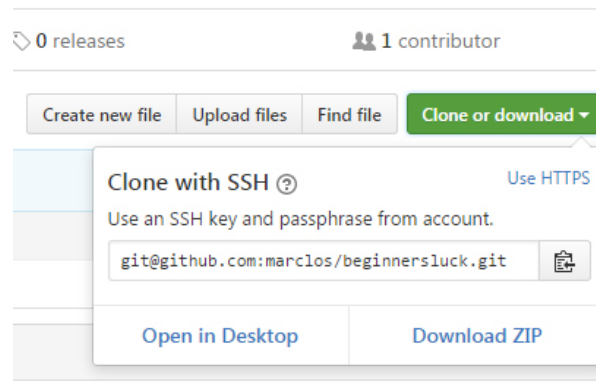 0 releases
1 contributor
Create new file
Upload files
Find file
Clone or download
Clone with SSH
Use HTTPS
Use an SSH key and passphrase from account.
git@github.com:marclos/beginnersluck.git
Open in Desktop
Download ZIP